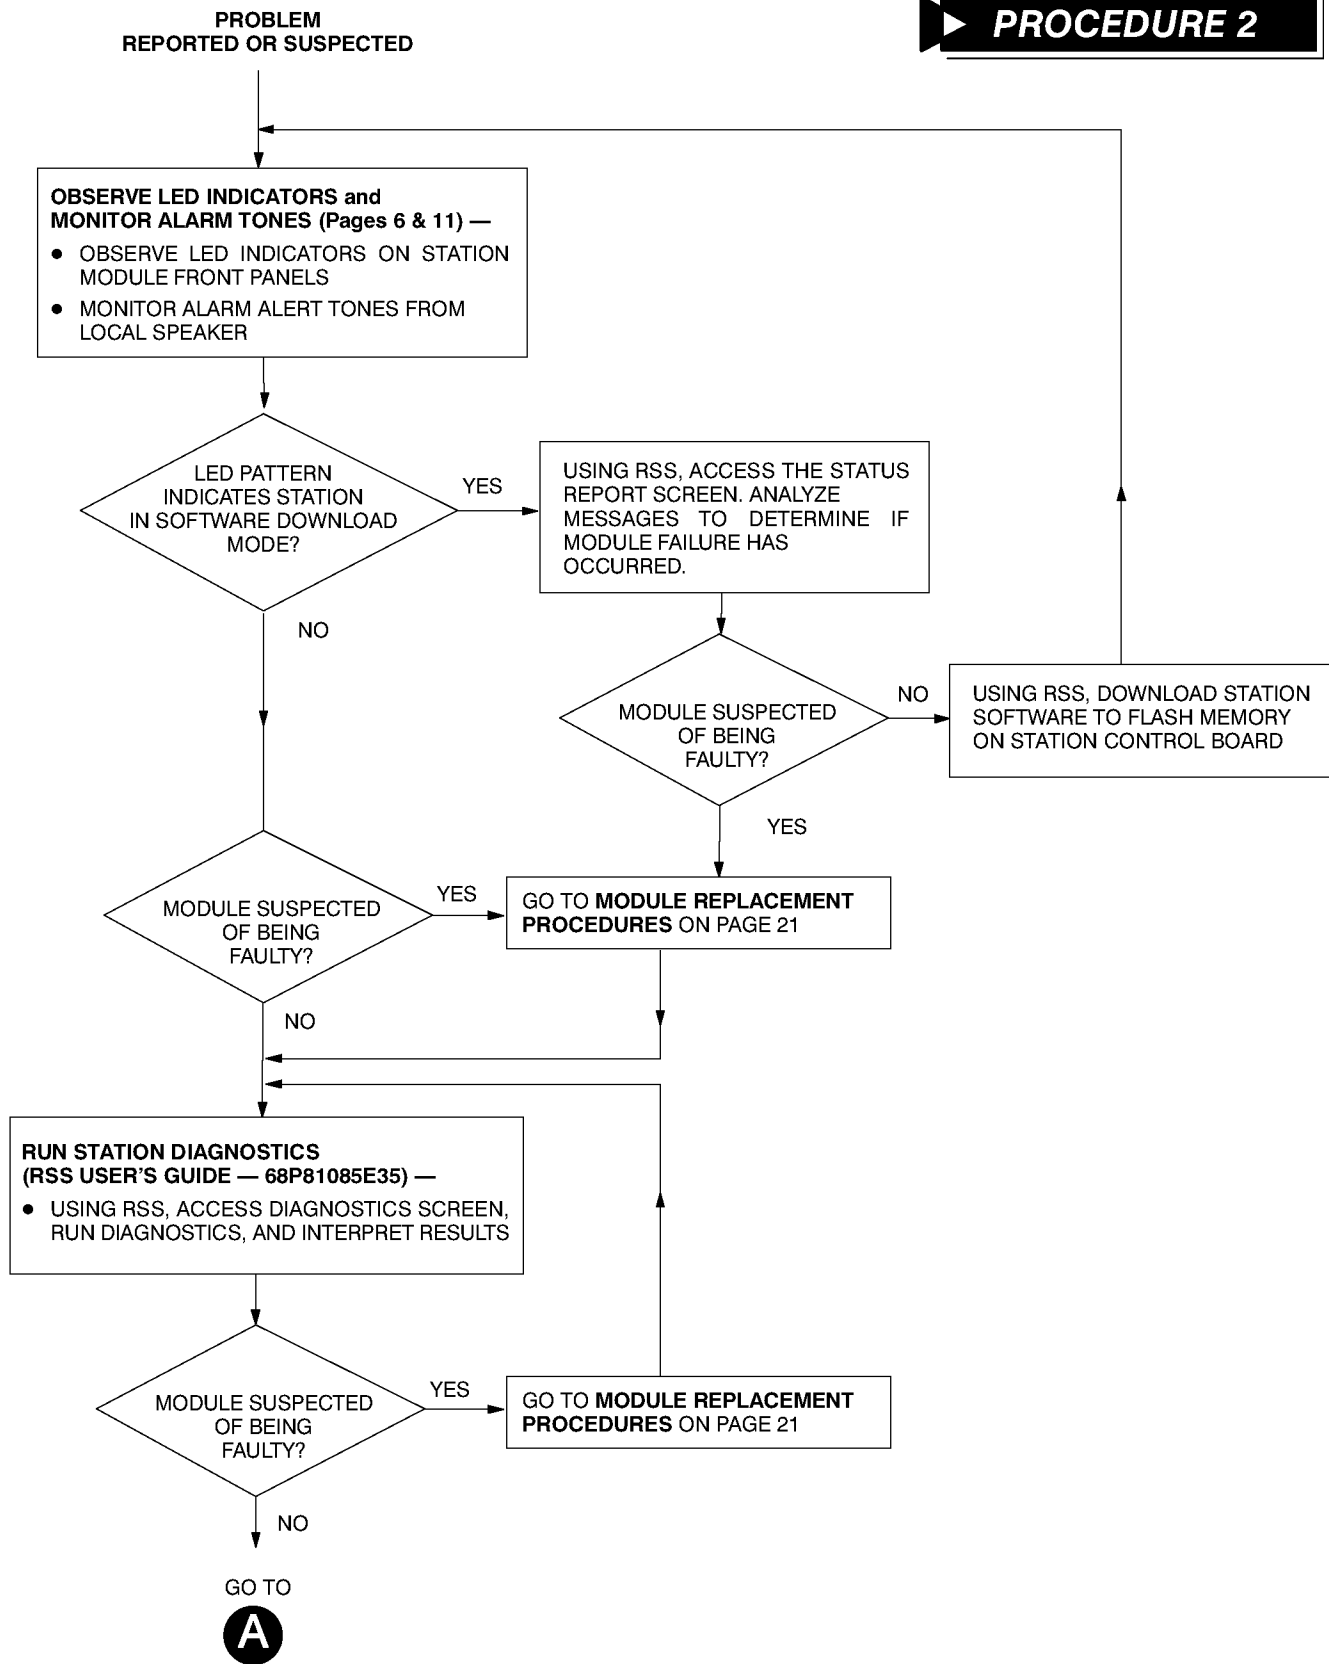 PROBLEM
REPORTED OR SUSPECTED
PROCEDURE 2
OBSERVE LED INDICATORS and
MONITOR ALARM TONES (Pages 6 & 11) —
● OBSERVE LED INDICATORS ON STATION
MODULE FRONT PANELS
● MONITOR ALARM ALERT TONES FROM
LOCAL SPEAKER
LED PATTERN
INDICATES STATION
IN SOFTWARE DOWNLOAD
MODE?
YES
USING RSS, ACCESS THE STATUS
REPORT SCREEN. ANALYZE
MESSAGES TO DETERMINE IF
MODULE FAILURE HAS
OCCURRED.
NO
MODULE SUSPECTED
OF BEING
FAULTY?
NO
USING RSS, DOWNLOAD STATION
SOFTWARE TO FLASH MEMORY
ON STATION CONTROL BOARD
YES
MODULE SUSPECTED
OF BEING
FAULTY?
YES
GO TO MODULE REPLACEMENT
PROCEDURES ON PAGE 21
NO
RUN STATION DIAGNOSTICS
(RSS USER'S GUIDE — 68P81085E35) —
● USING RSS, ACCESS DIAGNOSTICS SCREEN,
RUN DIAGNOSTICS, AND INTERPRET RESULTS
MODULE SUSPECTED
OF BEING
FAULTY?
YES
GO TO MODULE REPLACEMENT
PROCEDURES ON PAGE 21
NO
GO TO
A